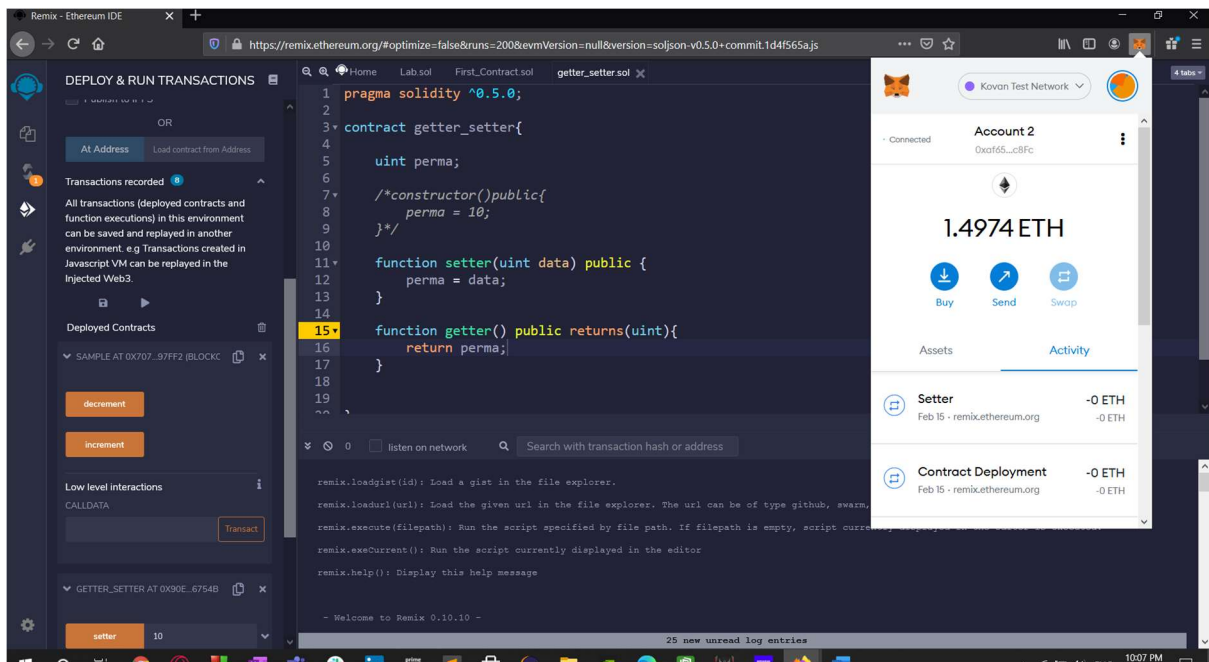 Remix - Ethereum IDE
https://remix.ethereum.org/#optimize=false&runs=200&evmVersion=null&version=soljson-v0.5.0+commit.1d4f565a.js
DEPLOY & RUN TRANSACTIONS
OR
At Address
Load contract from Address
Transactions recorded 8
All transactions (deployed contracts and
function executions) in this environment
can be saved and replayed in another
environment. e.g Transactions created in
Javascript VM can be replayed in the
Injected Web3.
Deployed Contracts
SAMPLE AT 0X707...97FF2 (BLOCKC
decrement
increment
Low level interactions
CALLDATA
Transact
GETTER_SETTER AT 0X90E...6754B
setter 10
1
Home Lab.sol First_Contract.sol getter_setter.sol
4 tabs
1 pragma solidity ^0.5.0;
2
3 contract getter_setter{
4
5 uint perma;
6
7 /*constructor()public{
8 perma = 10;
9 }*/
10
11 function setter(uint data) public {
12 perma = data;
13 }
14
15 function getter() public returns(uint){
16 return perma;
17 }
18
19
0 listen on network Search with transaction hash or address
remix.loadgist(id): Load a gist in the file explorer.
remix.loadurl(url): Load the given url in the file explorer. The url can be of type github, swarm,
remix.execute(filepath): Run the script specified by file path. If filepath is empty, script
remix.exeCurrent(): Run the script currently displayed in the editor
remix.help(): Display this help message
- Welcome to Remix 0.10.10 -
25 new unread log entries
Kovan Test Network
Connected
Account 2
0xaf65...c8Fc
1.4974 ETH
Buy Send Swap
Assets Activity
Setter -0 ETH
Feb 15 · remix.ethereum.org -0 ETH
Contract Deployment -0 ETH
Feb 15 · remix.ethereum.org -0 ETH
10:07 PM